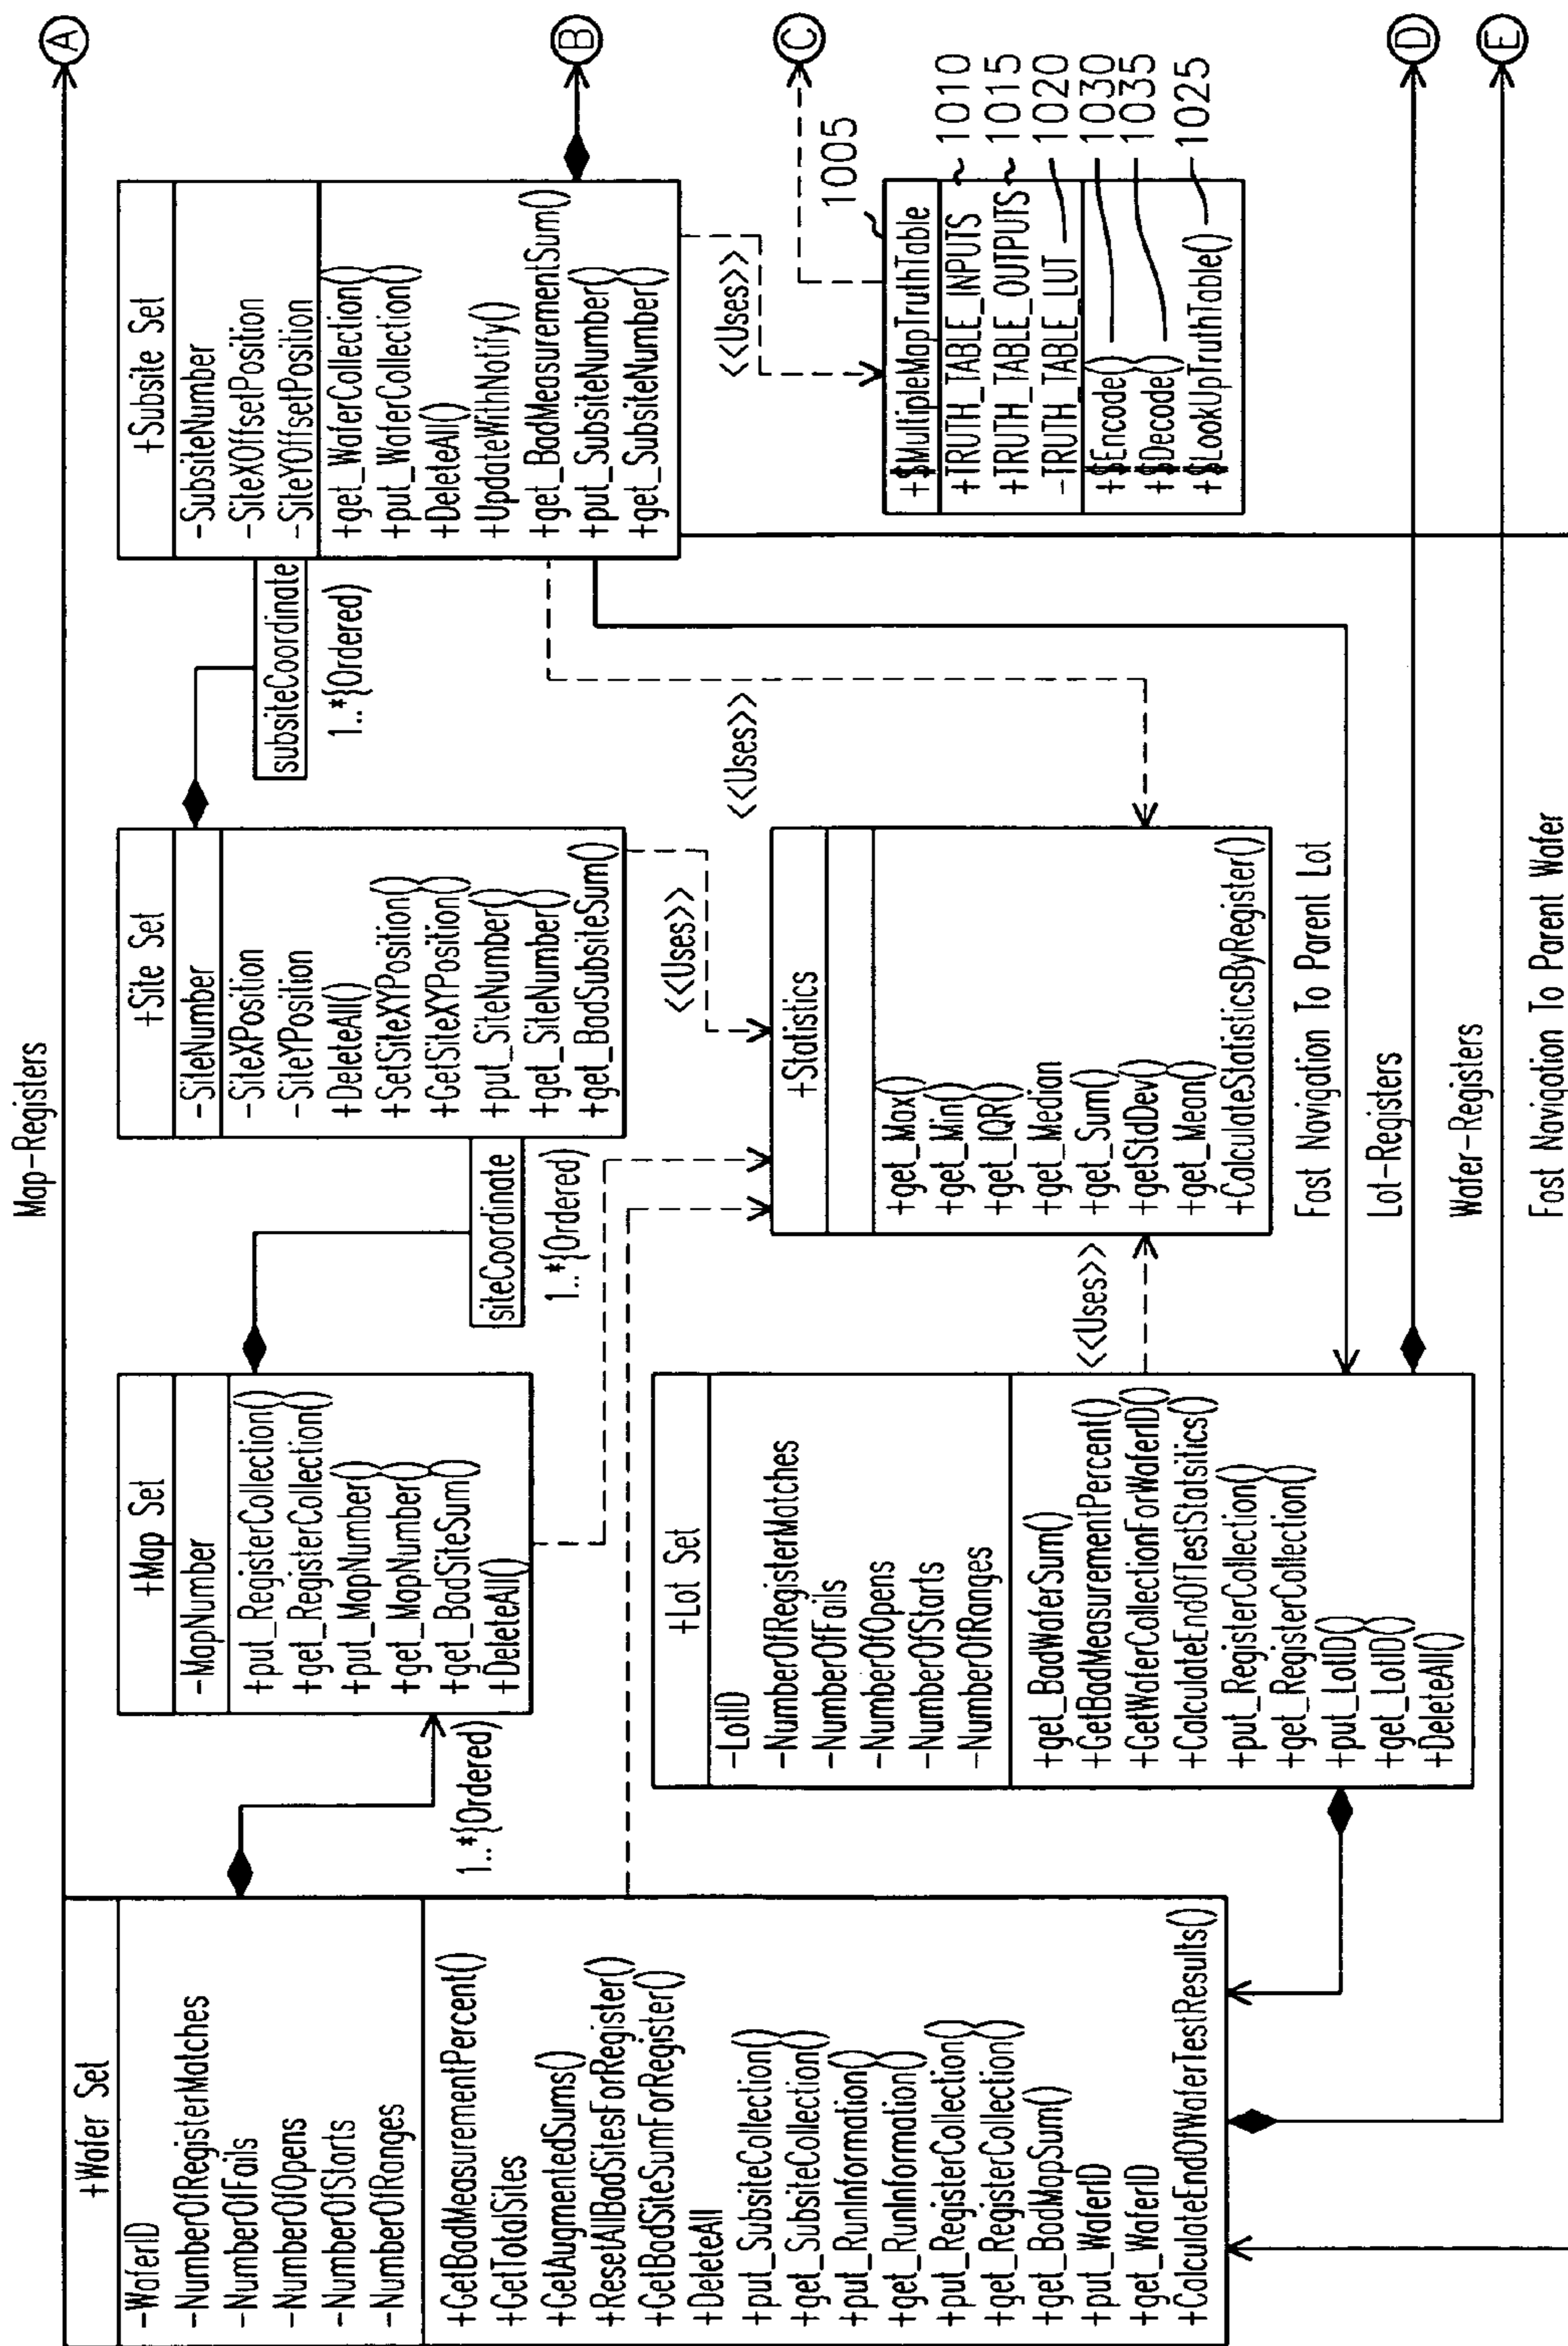 Map-Registers
A
+Wafer Set
-WaferID
-NumberOfRegisterMatches
-NumberOfFails
-NumberOfOpens
-NumberOfStarts
-NumberOfRanges
+GetBadMeasurementPercent()
+GetTotalSites
+GetAugmentedSums()
+ResetAllBadSitesForRegister()
+GetBadSiteSumForRegister()
+DeleteAll
+put_SubsiteCollection()
+get_SubsiteCollection()
+put_RunInformation()
+get_RunInformation()
+put_RegisterCollection()
+get_RegisterCollection()
+get_BadMapSum()
+put_WaferID
+get_WaferID
+CalculateEndOfWaferTestResults()
1..*{Ordered}
+Map Set
-MapNumber
+put_RegisterCollection()
+get_RegisterCollection()
+put_MapNumber()
+get_MapNumber()
+get_BadSiteSum()
+DeleteAll()
siteCoordinate
1..*{Ordered}
+Site Set
-SiteNumber
-SiteXPosition
-SiteYPosition
+DeleteAll()
+SetSiteXYPosition()
+GetSiteXYPosition()
+put_SiteNumber()
+get_SiteNumber()
+get_BadSubsiteSum()
subsiteCoordinate
1..*{Ordered}
+Subsite Set
-SubsiteNumber
-SiteXOffsetPosition
-SiteYOffsetPosition
+get_WaferCollection()
+put_WaferCollection()
+DeleteAll()
+UpdateWithNotify()
+get_BadMeasurementSum()
+put_SubsiteNumber()
+get_SubsiteNumber()
B
<<Uses>>
<<Uses>>
<<Uses>>
C
1005
+$MultipleMapTruthTable
+TRUTH_TABLE_INPUTS
1010
+TRUTH_TABLE_OUTPUTS
1015
-TRUTH_TABLE_LUT
1020
+$Encode()
1030
+$Decode()
1035
+$LookUpTruthTable()
1025
+Lot Set
-LotID
-NumberOfRegisterMatches
-NumberOfFails
-NumberOfOpens
-NumberOfStarts
-NumberOfRanges
+get_BadWaferSum()
+GetBadMeasurementPercent()
+GetWaferCollectionForWaferID()
+CalculateEndOfTestStatsitics()
+put_RegisterCollection()
+get_RegisterCollection()
+put_LotID()
+get_LotID()
+DeleteAll()
<<Uses>>
+Statistics
+get_Max()
+get_Min()
+get_IQR()
+get_Median
+get_Sum()
+getStdDev()
+get_Mean()
+CalculateStatisticsByRegister()
Fast Navigation To Parent Lot
Lot-Registers
D
Wafer-Registers
E
Fast Navigation To Parent Wafer